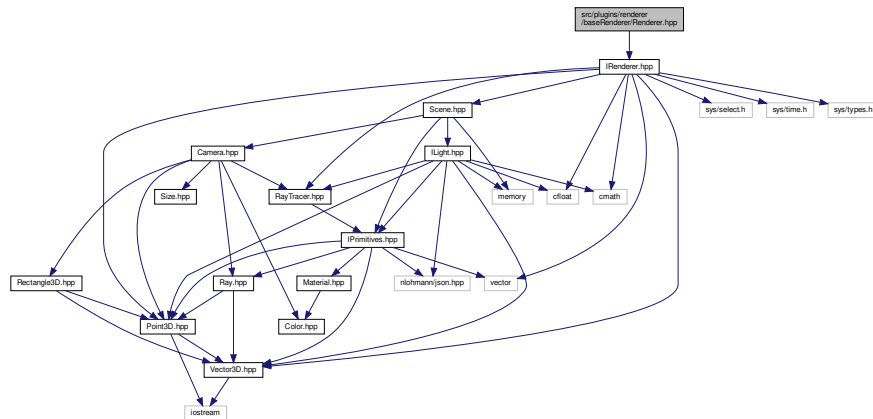 src/plugins/renderer
/baseRenderer/Renderer.hpp
IRenderer.hpp
Scene.hpp
sys/select.h
sys/time.h
sys/types.h
Camera.hpp
ILight.hpp
Size.hpp
RayTracer.hpp
memory
cfloat
cmath
IPrimitives.hpp
Rectangle3D.hpp
Ray.hpp
Material.hpp
nlohmann/json.hpp
vector
Point3D.hpp
Color.hpp
Vector3D.hpp
iostream